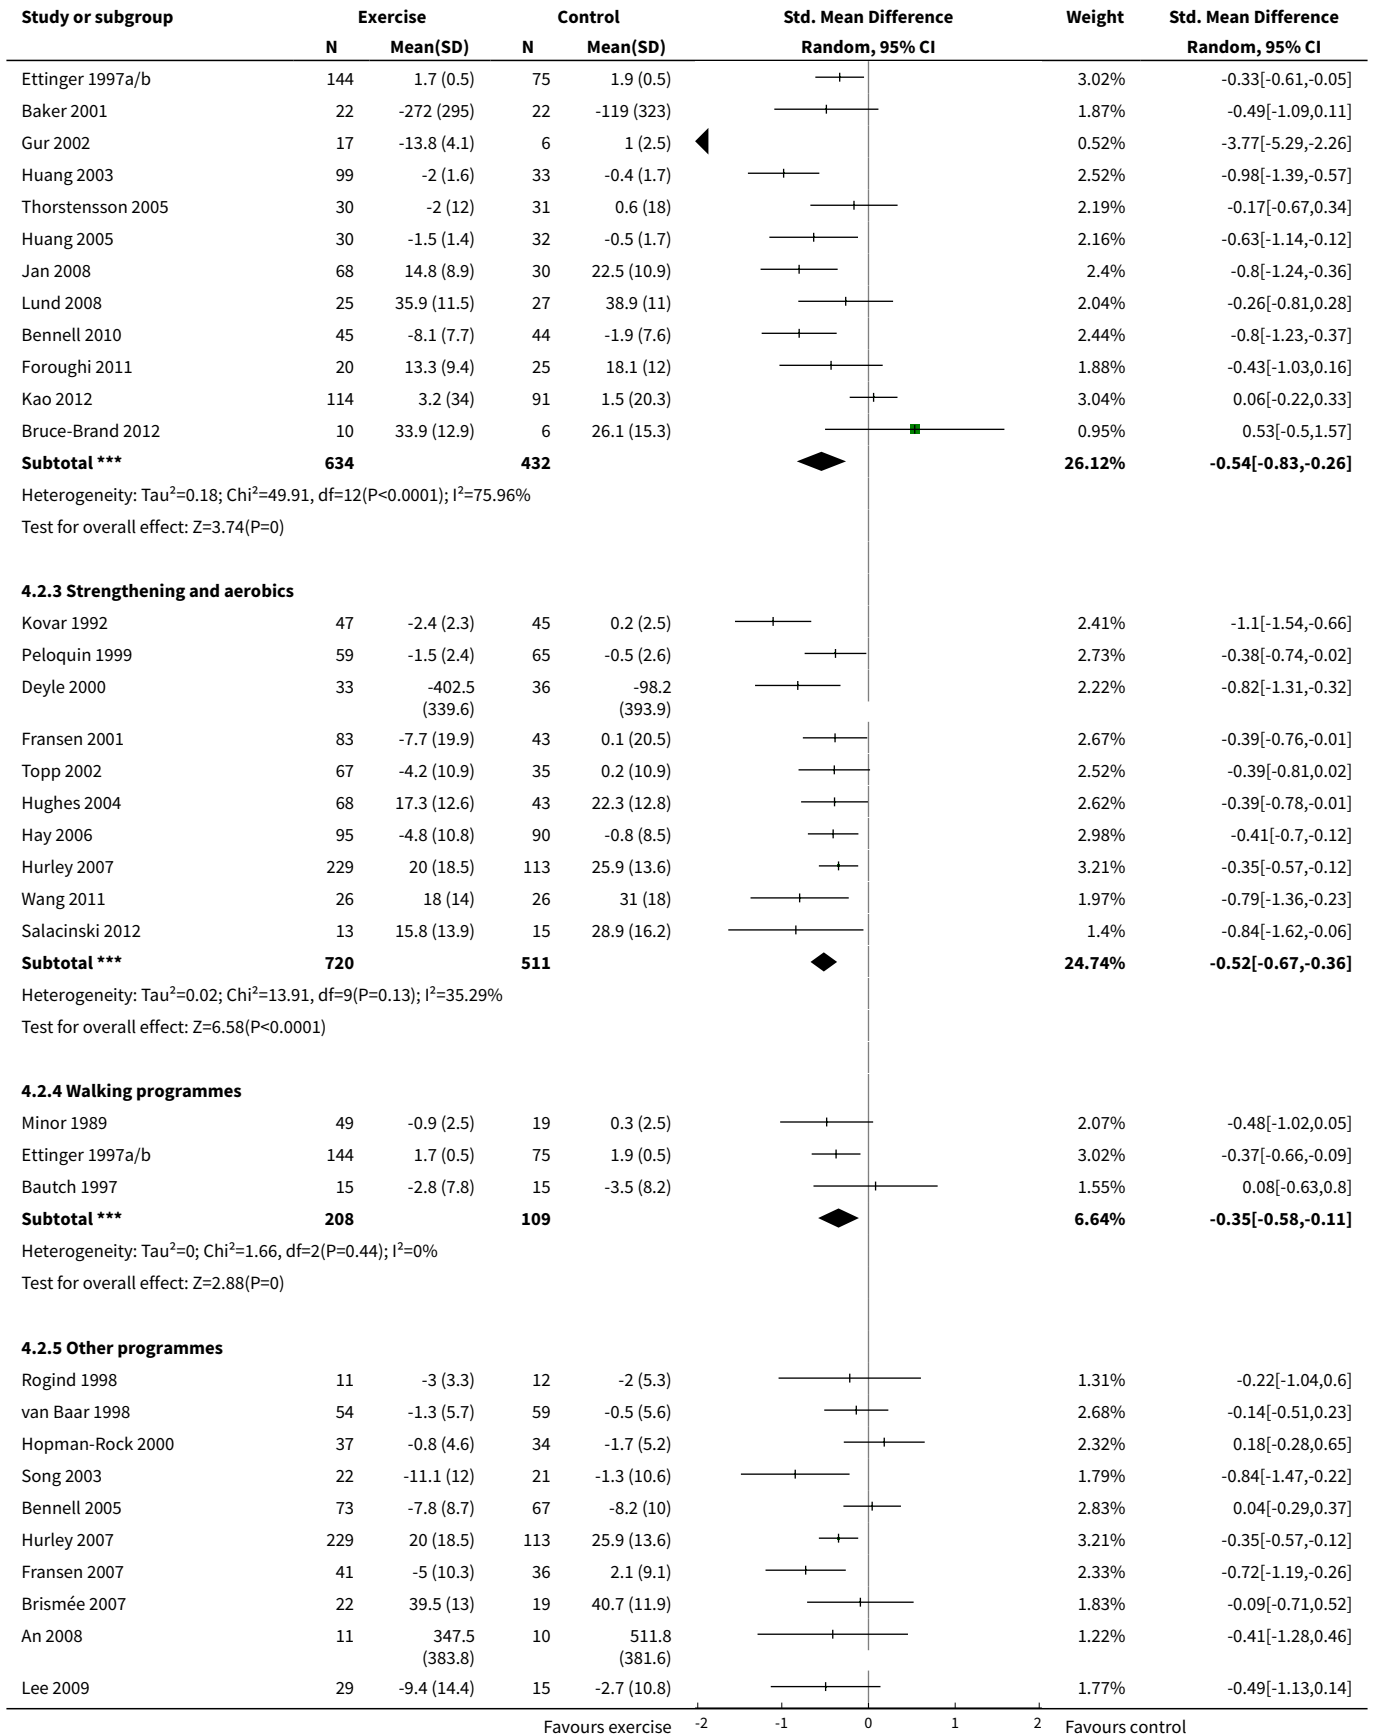 Study or subgroup Exercise Control Std. Mean Difference Weight Std. Mean Difference
N Mean(SD) N Mean(SD) Random, 95% CI Random, 95% CI
Ettinger 1997a/b 144 1.7 (0.5) 75 1.9 (0.5) 3.02% -0.33[-0.61,-0.05]
Baker 2001 22 -272 (295) 22 -119 (323) 1.87% -0.49[-1.09,0.11]
Gur 2002 17 -13.8 (4.1) 6 1 (2.5) 0.52% -3.77[-5.29,-2.26]
Huang 2003 99 -2 (1.6) 33 -0.4 (1.7) 2.52% -0.98[-1.39,-0.57]
Thorstensson 2005 30 -2 (12) 31 0.6 (18) 2.19% -0.17[-0.67,0.34]
Huang 2005 30 -1.5 (1.4) 32 -0.5 (1.7) 2.16% -0.63[-1.14,-0.12]
Jan 2008 68 14.8 (8.9) 30 22.5 (10.9) 2.4% -0.8[-1.24,-0.36]
Lund 2008 25 35.9 (11.5) 27 38.9 (11) 2.04% -0.26[-0.81,0.28]
Bennell 2010 45 -8.1 (7.7) 44 -1.9 (7.6) 2.44% -0.8[-1.23,-0.37]
Foroughi 2011 20 13.3 (9.4) 25 18.1 (12) 1.88% -0.43[-1.03,0.16]
Kao 2012 114 3.2 (34) 91 1.5 (20.3) 3.04% 0.06[-0.22,0.33]
Bruce-Brand 2012 10 33.9 (12.9) 6 26.1 (15.3) 0.95% 0.53[-0.5,1.57]
Subtotal *** 634 432 26.12% -0.54[-0.83,-0.26]
Heterogeneity: Tau²=0.18; Chi²=49.91, df=12(P<0.0001); I²=75.96%
Test for overall effect: Z=3.74(P=0)
4.2.3 Strengthening and aerobics
Kovar 1992 47 -2.4 (2.3) 45 0.2 (2.5) 2.41% -1.1[-1.54,-0.66]
Peloquin 1999 59 -1.5 (2.4) 65 -0.5 (2.6) 2.73% -0.38[-0.74,-0.02]
Deyle 2000 33 -402.5 36 -98.2 2.22% -0.82[-1.31,-0.32]
(339.6) (393.9)
Fransen 2001 83 -7.7 (19.9) 43 0.1 (20.5) 2.67% -0.39[-0.76,-0.01]
Topp 2002 67 -4.2 (10.9) 35 0.2 (10.9) 2.52% -0.39[-0.81,0.02]
Hughes 2004 68 17.3 (12.6) 43 22.3 (12.8) 2.62% -0.39[-0.78,-0.01]
Hay 2006 95 -4.8 (10.8) 90 -0.8 (8.5) 2.98% -0.41[-0.7,-0.12]
Hurley 2007 229 20 (18.5) 113 25.9 (13.6) 3.21% -0.35[-0.57,-0.12]
Wang 2011 26 18 (14) 26 31 (18) 1.97% -0.79[-1.36,-0.23]
Salacinski 2012 13 15.8 (13.9) 15 28.9 (16.2) 1.4% -0.84[-1.62,-0.06]
Subtotal *** 720 511 24.74% -0.52[-0.67,-0.36]
Heterogeneity: Tau²=0.02; Chi²=13.91, df=9(P=0.13); I²=35.29%
Test for overall effect: Z=6.58(P<0.0001)
4.2.4 Walking programmes
Minor 1989 49 -0.9 (2.5) 19 0.3 (2.5) 2.07% -0.48[-1.02,0.05]
Ettinger 1997a/b 144 1.7 (0.5) 75 1.9 (0.5) 3.02% -0.37[-0.66,-0.09]
Bautch 1997 15 -2.8 (7.8) 15 -3.5 (8.2) 1.55% 0.08[-0.63,0.8]
Subtotal *** 208 109 6.64% -0.35[-0.58,-0.11]
Heterogeneity: Tau²=0; Chi²=1.66, df=2(P=0.44); I²=0%
Test for overall effect: Z=2.88(P=0)
4.2.5 Other programmes
Rogind 1998 11 -3 (3.3) 12 -2 (5.3) 1.31% -0.22[-1.04,0.6]
van Baar 1998 54 -1.3 (5.7) 59 -0.5 (5.6) 2.68% -0.14[-0.51,0.23]
Hopman-Rock 2000 37 -0.8 (4.6) 34 -1.7 (5.2) 2.32% 0.18[-0.28,0.65]
Song 2003 22 -11.1 (12) 21 -1.3 (10.6) 1.79% -0.84[-1.47,-0.22]
Bennell 2005 73 -7.8 (8.7) 67 -8.2 (10) 2.83% 0.04[-0.29,0.37]
Hurley 2007 229 20 (18.5) 113 25.9 (13.6) 3.21% -0.35[-0.57,-0.12]
Fransen 2007 41 -5 (10.3) 36 2.1 (9.1) 2.33% -0.72[-1.19,-0.26]
Brismée 2007 22 39.5 (13) 19 40.7 (11.9) 1.83% -0.09[-0.71,0.52]
An 2008 11 347.5 10 511.8 1.22% -0.41[-1.28,0.46]
(383.8) (381.6)
Lee 2009 29 -9.4 (14.4) 15 -2.7 (10.8) 1.77% -0.49[-1.13,0.14]
Favours exercise -2 -1 0 1 2 Favours control